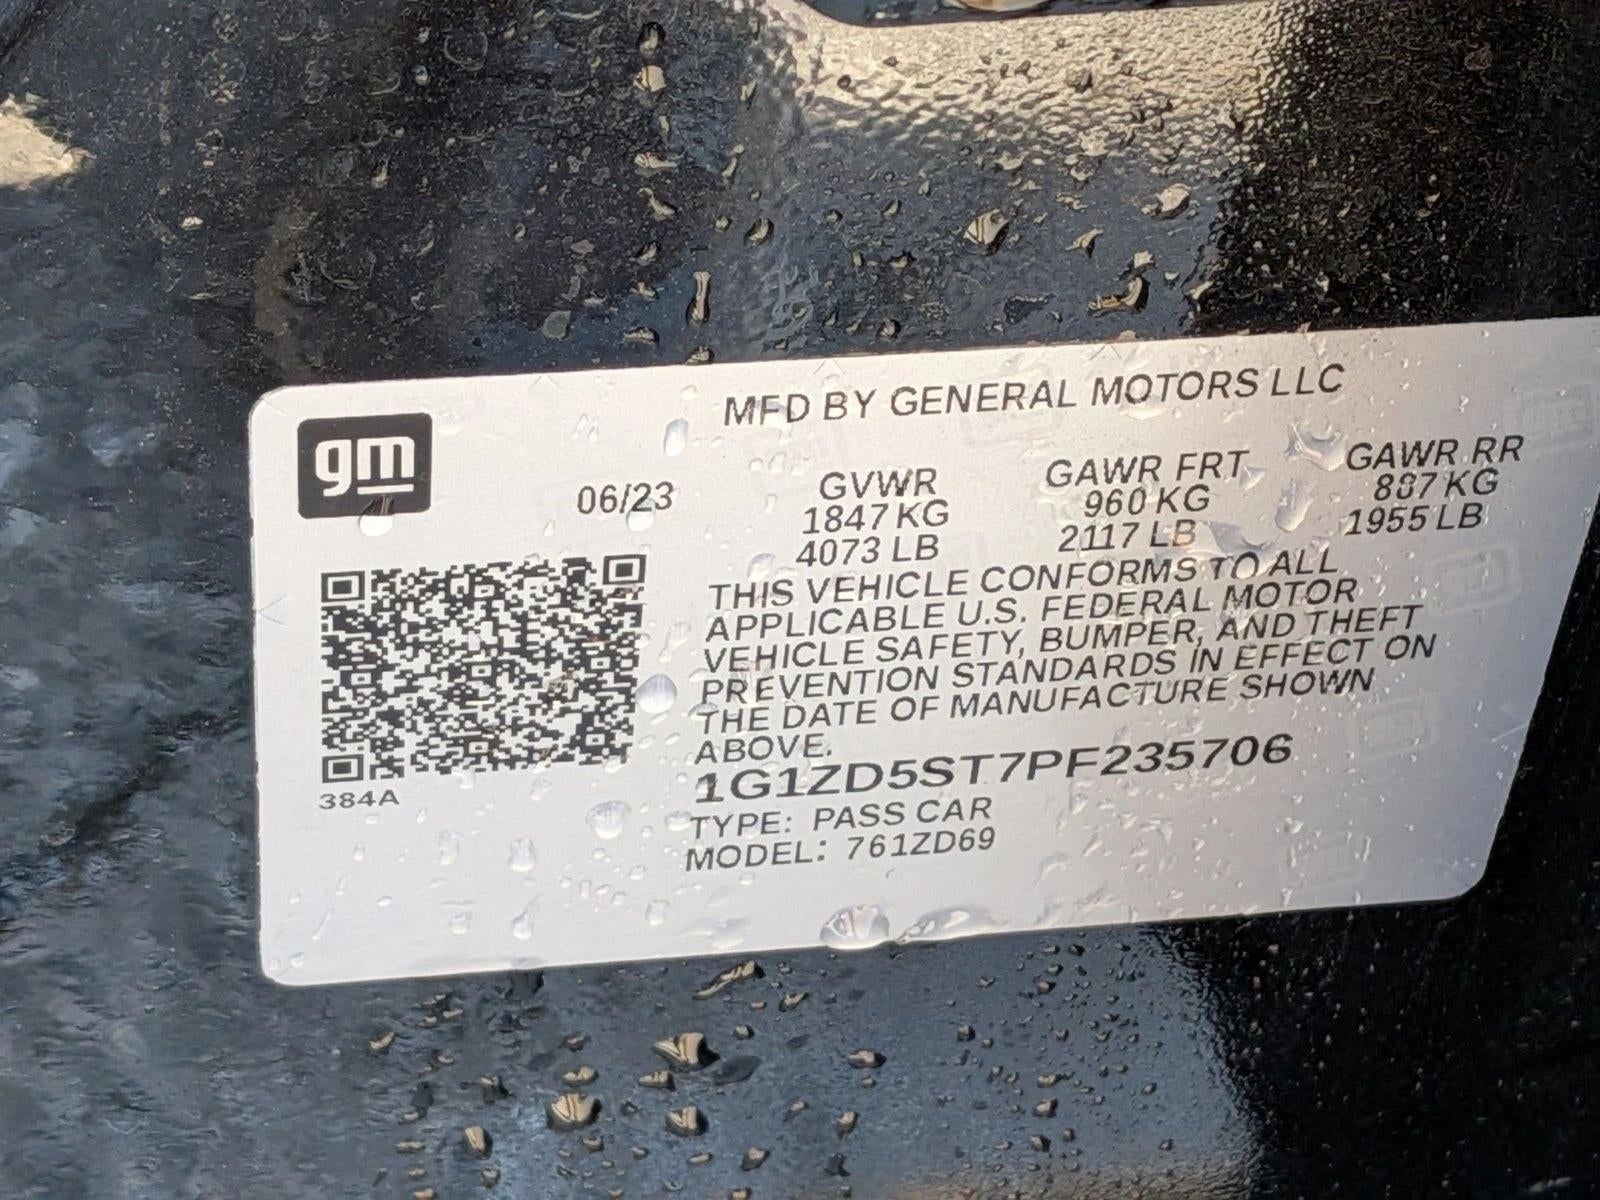 MFD BY GENERAL MOTORS LLC
gm
06/23
GVWR GAWR FRT GAWR RR
1847 KG 960 KG 887 KG
4073 LB 2117 LB 1955 LB
THIS VEHICLE CONFORMS TO ALL
APPLICABLE U.S. FEDERAL MOTOR
VEHICLE SAFETY, BUMPER, AND THEFT
PREVENTION STANDARDS IN EFFECT ON
THE DATE OF MANUFACTURE SHOWN
ABOVE.
1G1ZD5ST7PF235706
384A
TYPE: PASS CAR
MODEL: 761ZD69